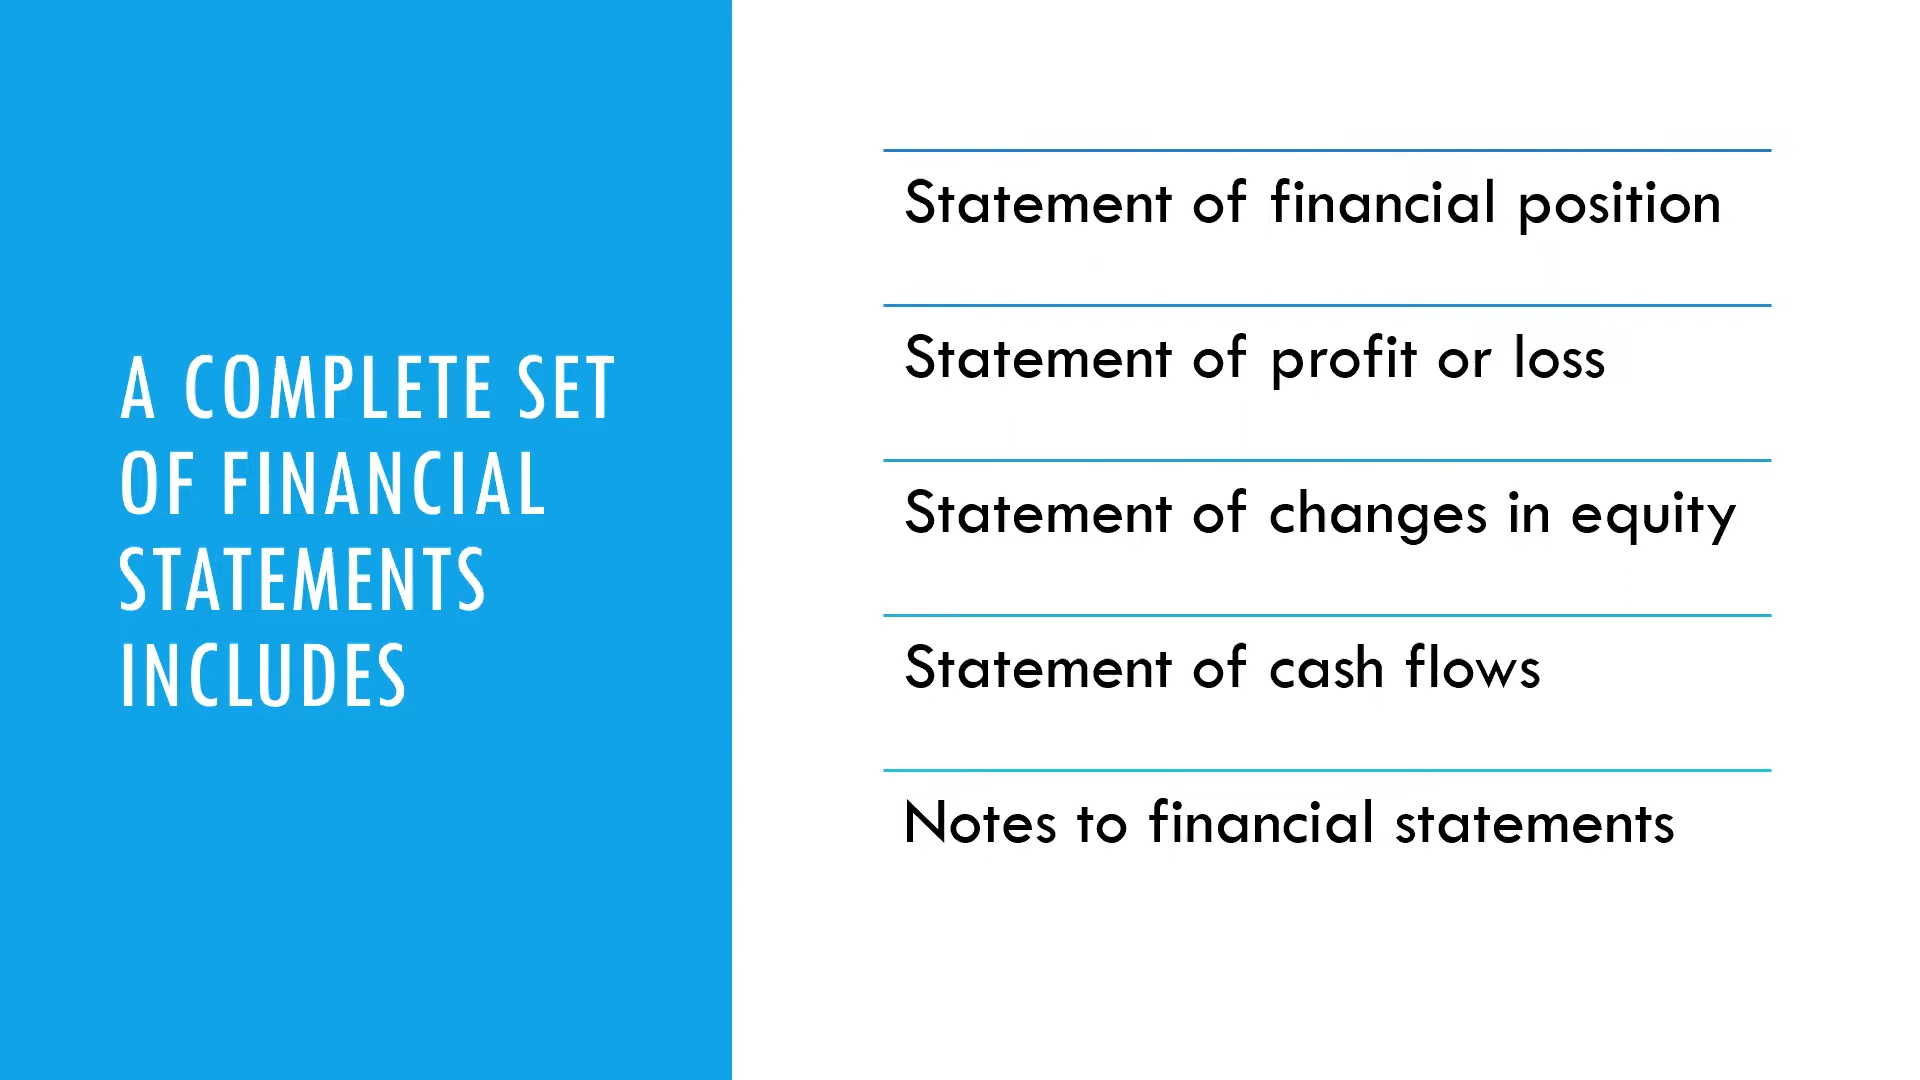 A COMPLETE SET
OF FINANCIAL
STATEMENTS
INCLUDES
Statement of financial position
Statement of profit or loss
Statement of changes in equity
Statement of cash flows
Notes to financial statements